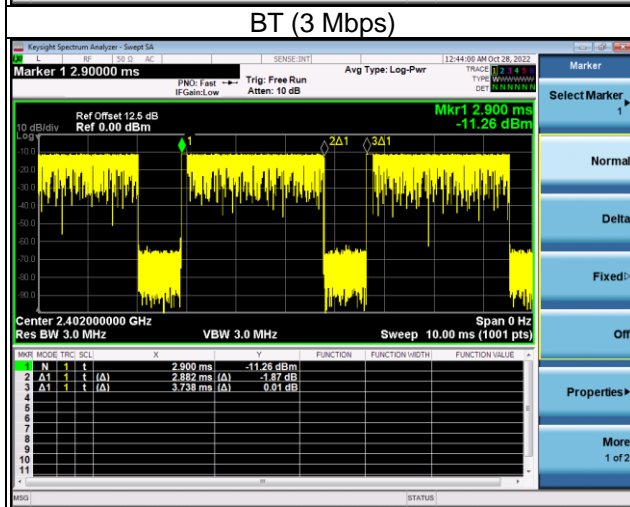 BT (3 Mbps)
Keysight Spectrum Analyzer - Swept SA
L RF 50 Ω AC SENSE:INT 12:44:00 AM Oct 28, 2022
Marker 1 2.90000 ms
PNO: Fast Trig: Free Run
IFGain:Low Atten: 10 dB
Avg Type: Log-Pwr
TRACE 1 2 3 4 5 6
TYPE WWWWWW
DET N N N N N N
Ref Offset 12.5 dB
10 dB/div Ref 0.00 dBm
Log
Mkr1 2.900 ms
-11.26 dBm
1 2Δ1 3Δ1
-10.0
-20.0
-30.0
-40.0
-50.0
-60.0
-70.0
-80.0
-90.0
Center 2.402000000 GHz Span 0 Hz
Res BW 3.0 MHz VBW 3.0 MHz Sweep 10.00 ms (1001 pts)
MKR MODE TRC SCL X Y FUNCTION FUNCTION WIDTH FUNCTION VALUE
1 N 1 t 2.900 ms -11.26 dBm
2 Δ1 1 t (Δ) 2.882 ms (Δ) -1.87 dB
3 Δ1 1 t (Δ) 3.738 ms (Δ) 0.01 dB
4
5
6
7
8
9
10
11
MSG STATUS
Marker
Select Marker
1
Normal
Delta
Fixed
Off
Properties
More
1 of 2